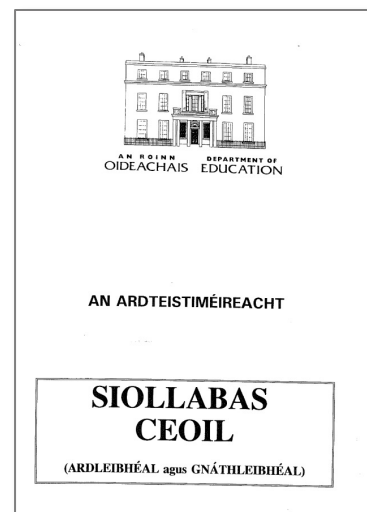 AN ROINN DEPARTMENT OF
OIDEACHAIS EDUCATION
AN ARDTEISTIMÉIREACHT
SIOLLABAS
CEOIL
(ARDLEIBHÉAL agus GNÁTHLEIBHÉAL)